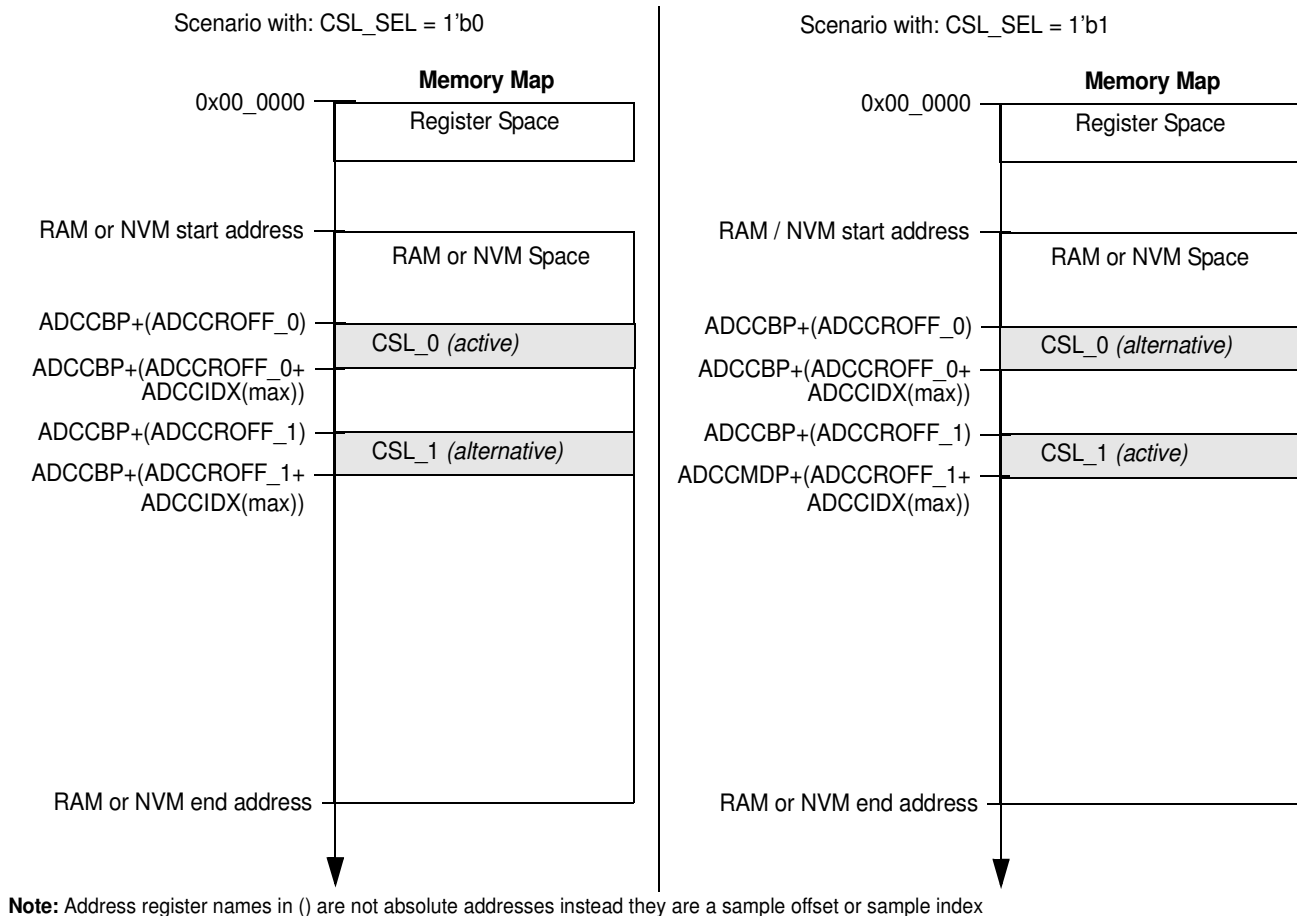 Scenario with: CSL_SEL = 1'b0
Memory Map
0x00_0000
Register Space
RAM or NVM start address
RAM or NVM Space
ADCCBP+(ADCCROFF_0)
CSL_0 (active)
ADCCBP+(ADCCROFF_0+
ADCCIDX(max))
ADCCBP+(ADCCROFF_1)
CSL_1 (alternative)
ADCCBP+(ADCCROFF_1+
ADCCIDX(max))
RAM or NVM end address
Scenario with: CSL_SEL = 1'b1
Memory Map
0x00_0000
Register Space
RAM / NVM start address
RAM or NVM Space
ADCCBP+(ADCCROFF_0)
CSL_0 (alternative)
ADCCBP+(ADCCROFF_0+
ADCCIDX(max))
ADCCBP+(ADCCROFF_1)
CSL_1 (active)
ADCCMDP+(ADCCROFF_1+
ADCCIDX(max))
RAM or NVM end address
Note: Address register names in () are not absolute addresses instead they are a sample offset or sample index